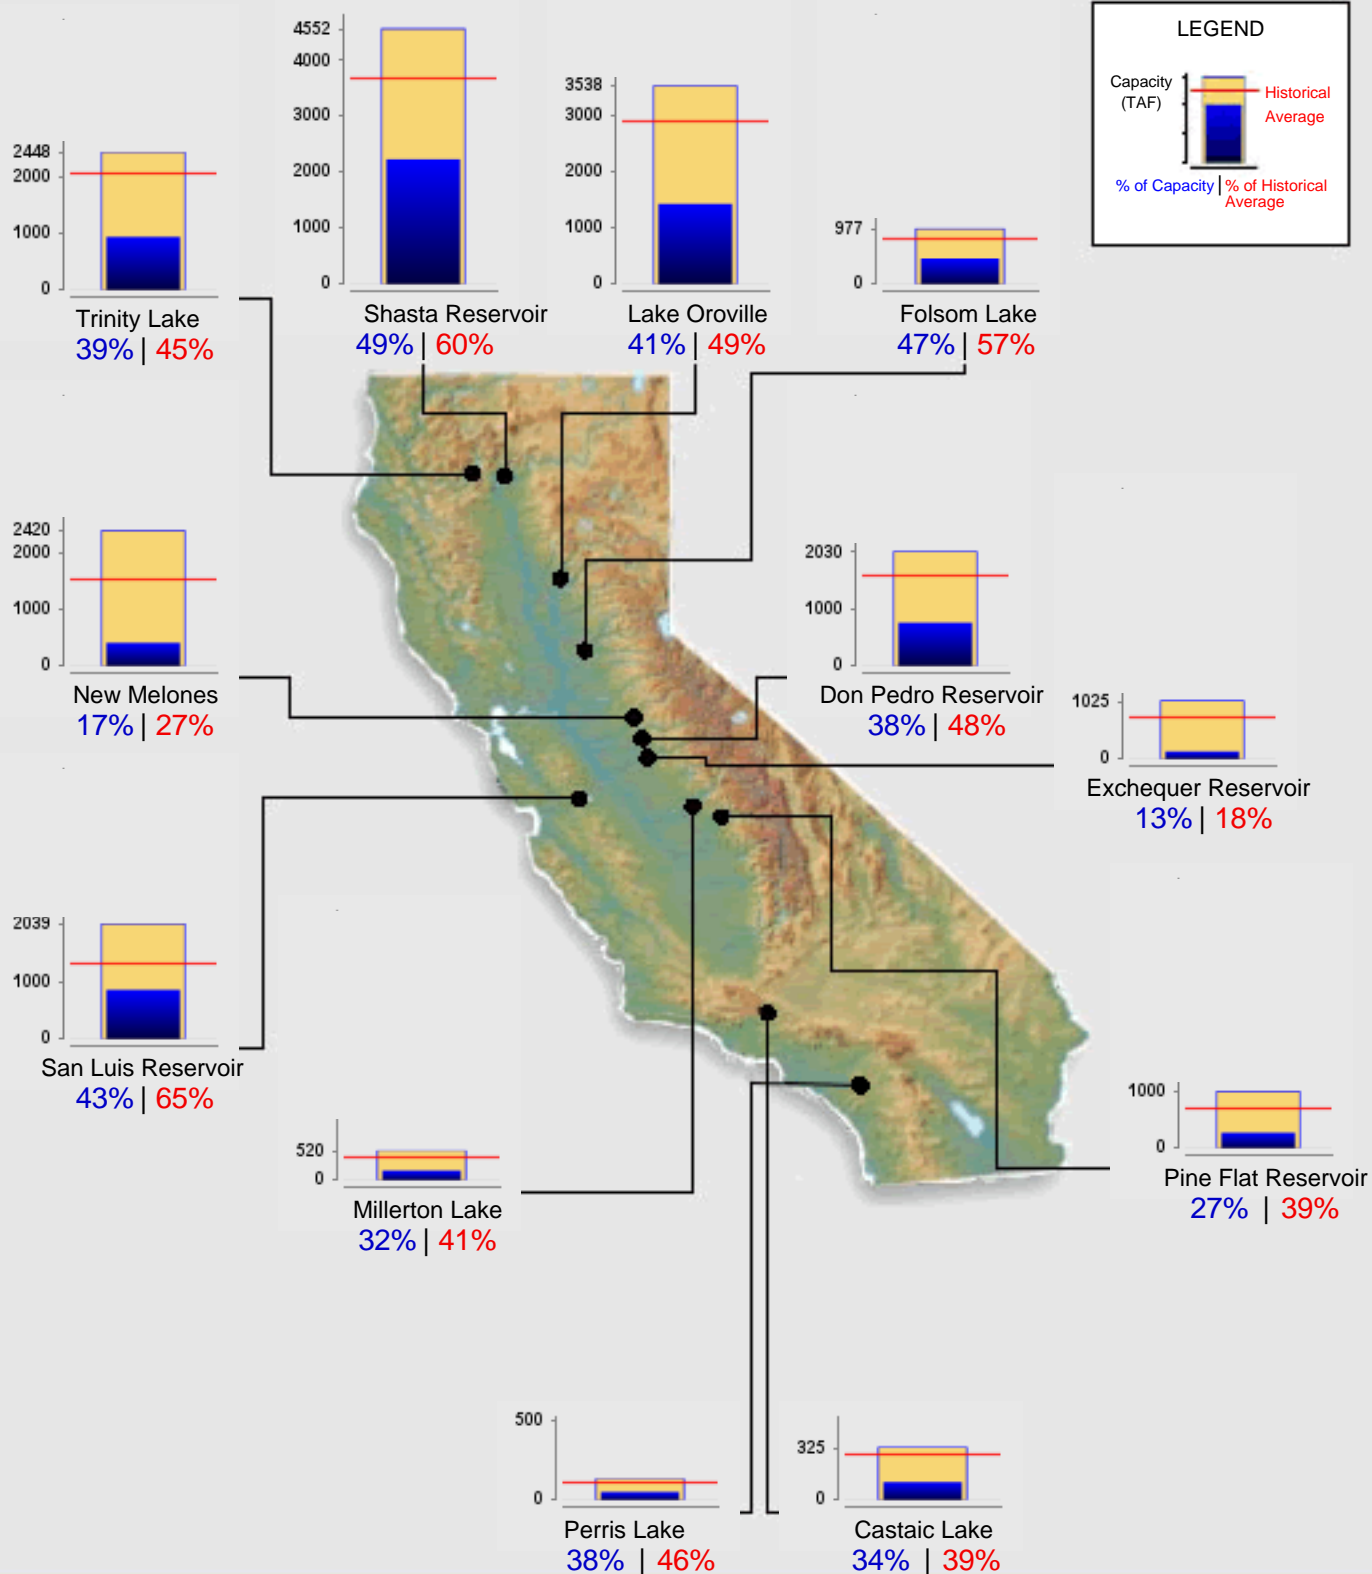 LEGEND
Capacity
(TAF)
Historical
Average
% of Capacity | % of Historical
Average
4552
4000
3000
2000
1000
0
Shasta Reservoir
49% | 60%
3538
3000
2000
1000
0
Lake Oroville
41% | 49%
2448
2000
1000
0
Trinity Lake
39% | 45%
977
0
Folsom Lake
47% | 57%
2420
2000
1000
0
New Melones
17% | 27%
2030
1000
0
Don Pedro Reservoir
38% | 48%
1025
0
Exchequer Reservoir
13% | 18%
2039
1000
0
San Luis Reservoir
43% | 65%
520
0
Millerton Lake
32% | 41%
1000
0
Pine Flat Reservoir
27% | 39%
500
0
Perris Lake
38% | 46%
325
0
Castaic Lake
34% | 39%